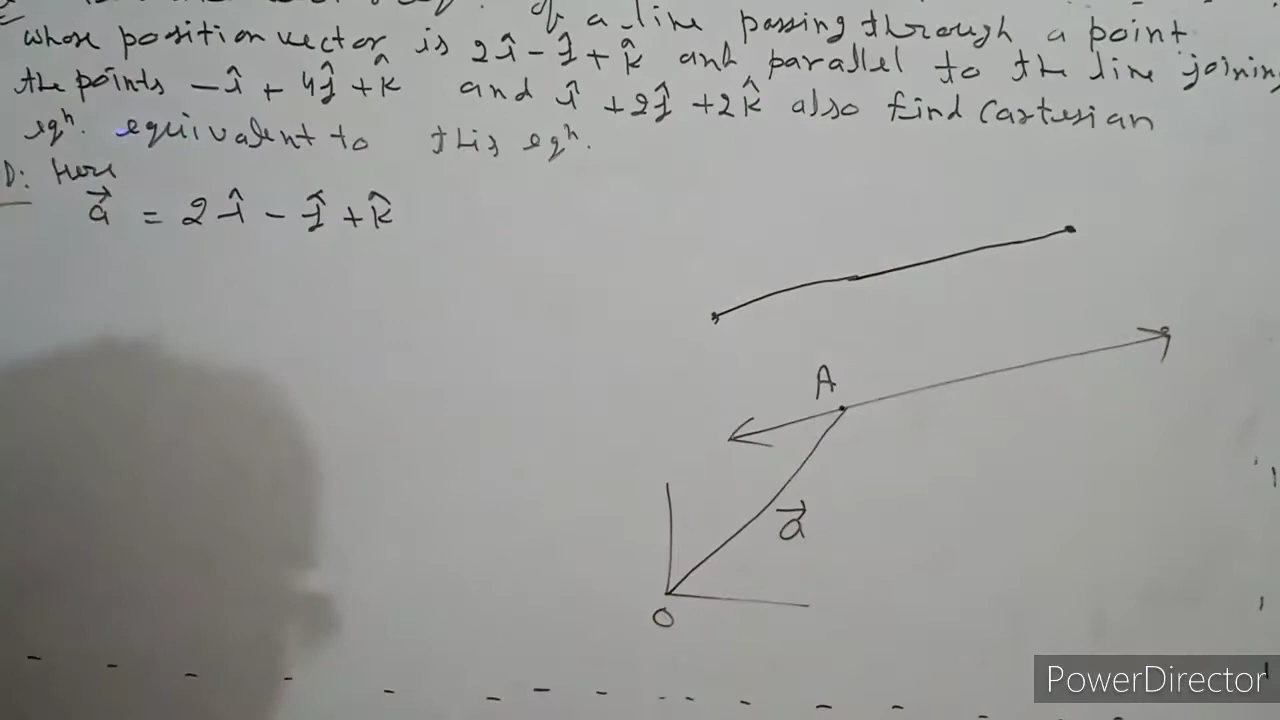 of a line passing through a point
whose position vector is 2î - ĵ + k̂ and parallel to the line joining
the points -î + 4ĵ + k̂ and î + 2ĵ + 2k̂ also find Cartesian
eqⁿ. equivalent to this eqⁿ.
D: Here
a⃗ = 2î - ĵ + k̂
A
a⃗
O
PowerDirector